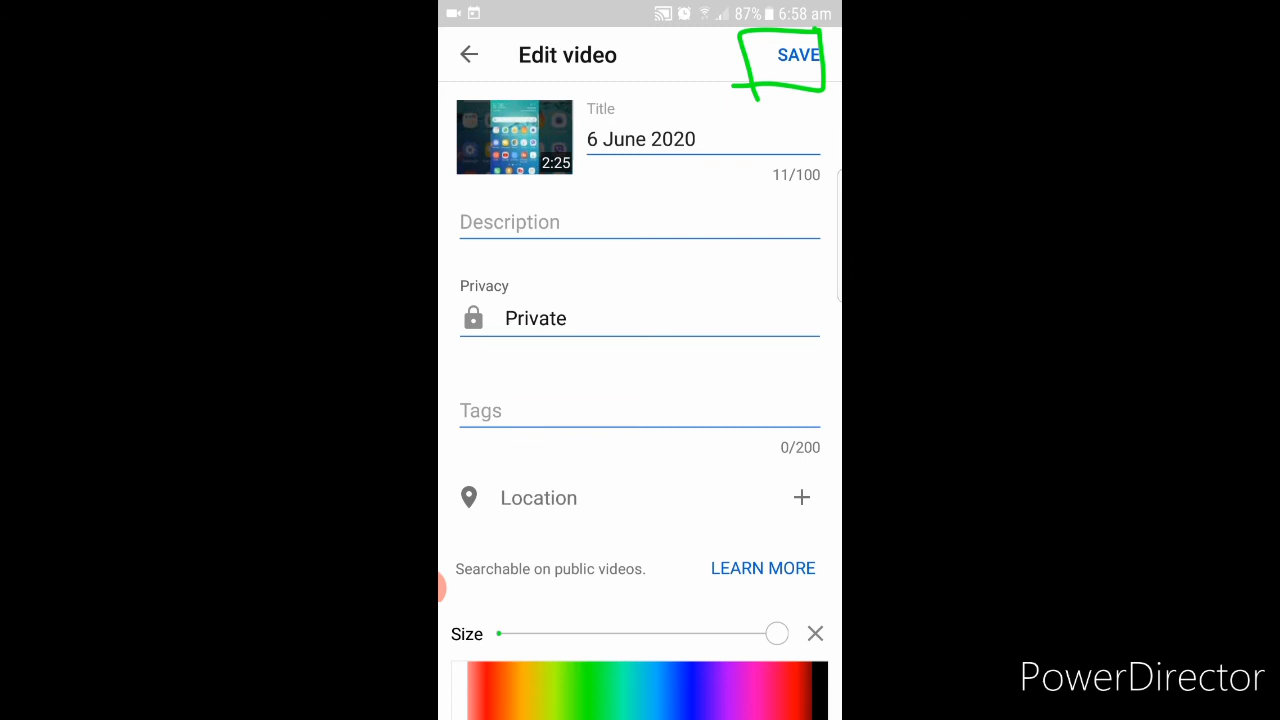 87% 6:58 am
Edit video SAVE
2:25
Title
6 June 2020
11/100
Description
Privacy
Private
Tags
0/200
Location
Searchable on public videos. LEARN MORE
Size
PowerDirector